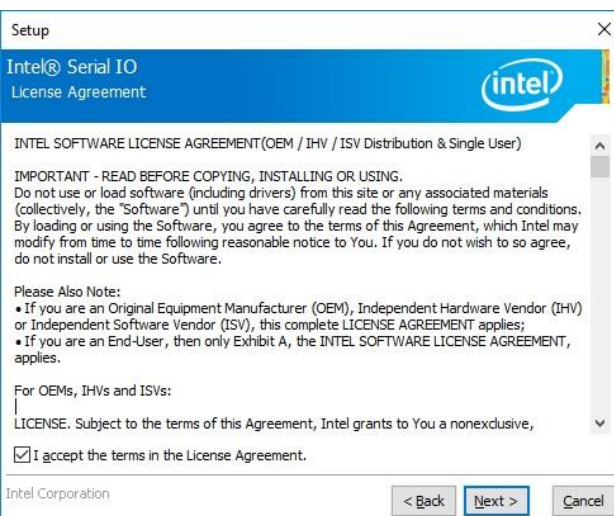 Setup
Intel® Serial IO
License Agreement
intel
INTEL SOFTWARE LICENSE AGREEMENT(OEM / IHV / ISV Distribution & Single User)
IMPORTANT - READ BEFORE COPYING, INSTALLING OR USING.
Do not use or load software (including drivers) from this site or any associated materials
(collectively, the "Software") until you have carefully read the following terms and conditions.
By loading or using the Software, you agree to the terms of this Agreement, which Intel may
modify from time to time following reasonable notice to You. If you do not wish to so agree,
do not install or use the Software.
Please Also Note:
• If you are an Original Equipment Manufacturer (OEM), Independent Hardware Vendor (IHV)
or Independent Software Vendor (ISV), this complete LICENSE AGREEMENT applies;
• If you are an End-User, then only Exhibit A, the INTEL SOFTWARE LICENSE AGREEMENT,
applies.
For OEMs, IHVs and ISVs:
LICENSE. Subject to the terms of this Agreement, Intel grants to You a nonexclusive,
I accept the terms in the License Agreement.
Intel Corporation
< Back Next > Cancel